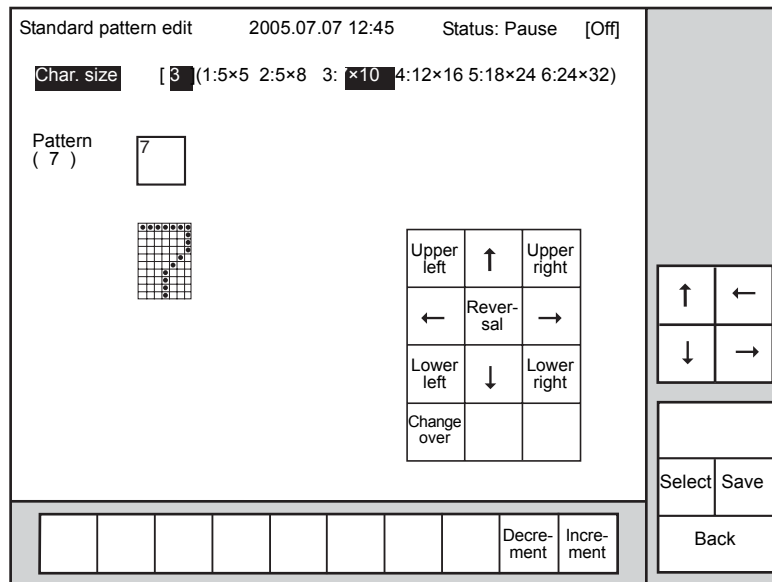 Standard pattern edit 2005.07.07 12:45 Status: Pause [Off]
Char. size [ 3 ](1:5×5 2:5×8 3: ×10 4:12×16 5:18×24 6:24×32)
Pattern
( 7 )
7
Upper left ↑ Upper right
← Rever-sal →
Lower left ↓ Lower right
Change over
↑ ←
↓ →
Select Save
Back
Decre-ment Incre-ment